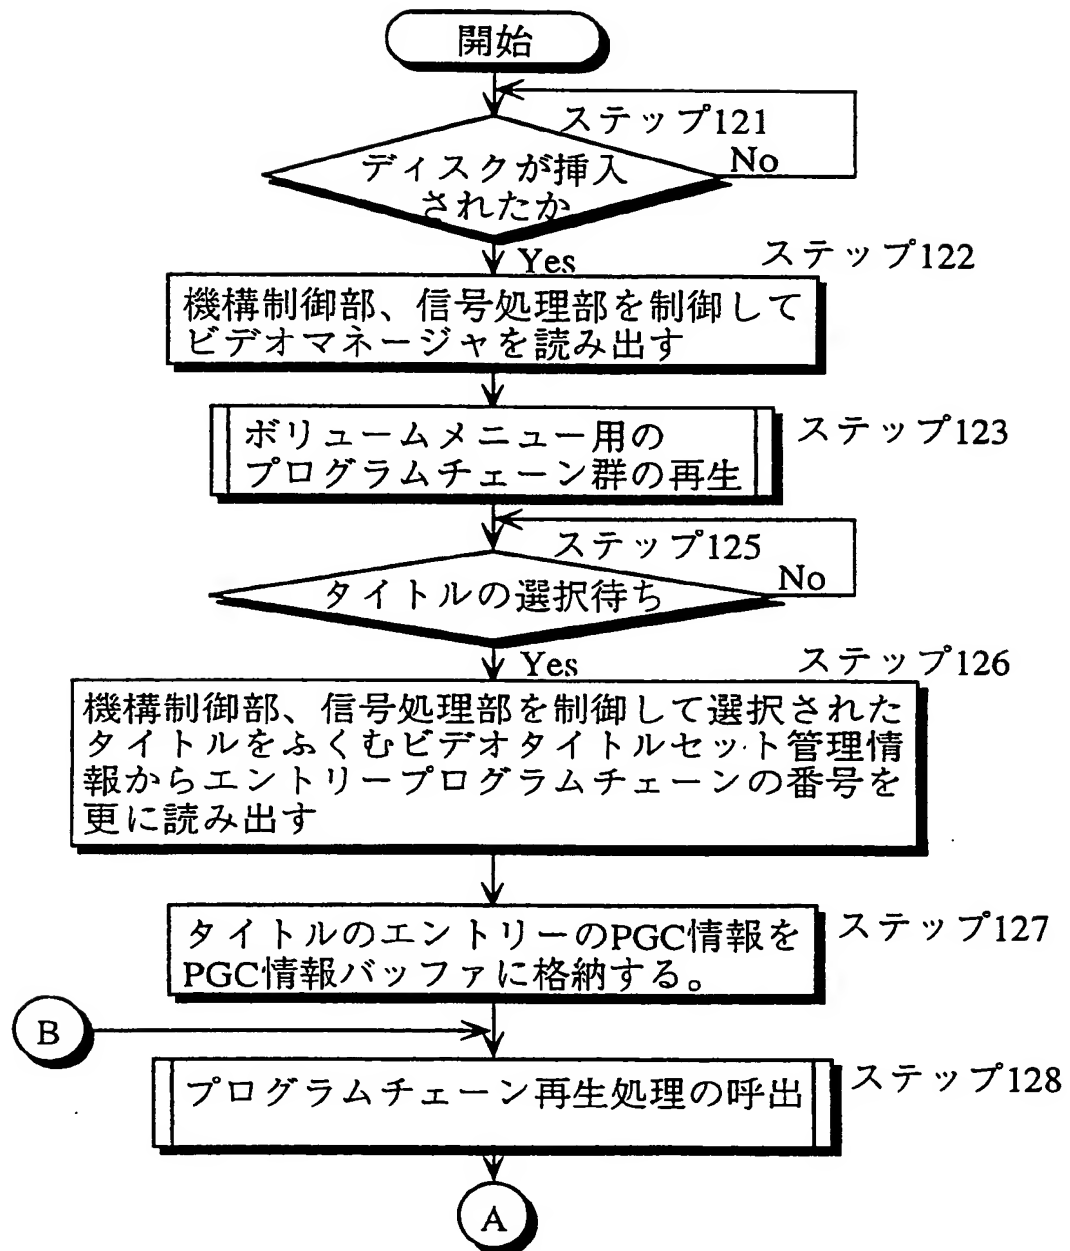 開始
ステップ121
No
ディスクが挿入
されたか
Yes
ステップ122
機構制御部、信号処理部を制御して
ビデオマネージャを読み出す
ステップ123
ボリュームメニュー用の
プログラムチェーン群の再生
ステップ125
No
タイトルの選択待ち
Yes
ステップ126
機構制御部、信号処理部を制御して選択された
タイトルをふくむビデオタイトルセット管理情
報からエントリープログラムチェーンの番号を
更に読み出す
ステップ127
タイトルのエントリーのPGC情報を
PGC情報バッファに格納する。
B
ステップ128
プログラムチェーン再生処理の呼出
A